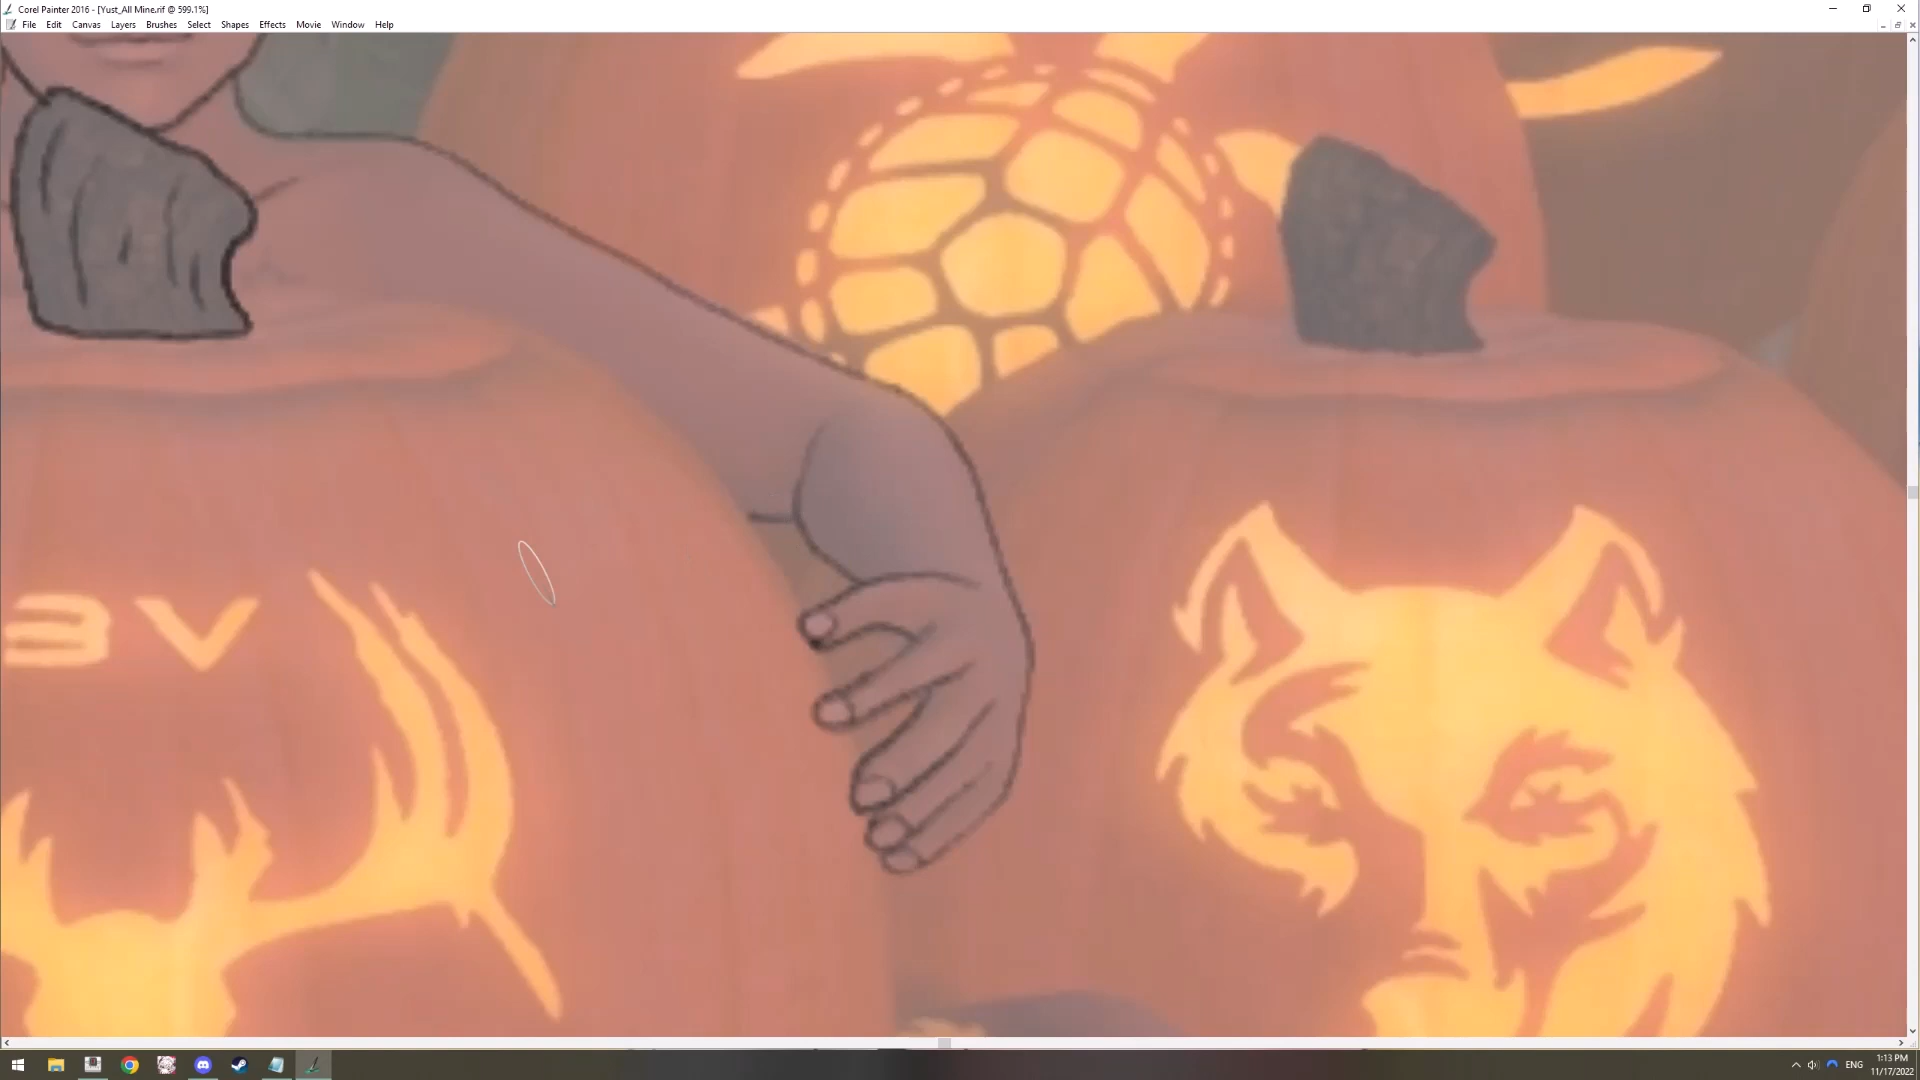 Corel Painter 2016 - [Yust_All Mine.rif @ 599.1%]
File Edit Canvas Layers Brushes Select Shapes Effects Movie Window Help
3V
ENG
1:13 PM
11/17/2022